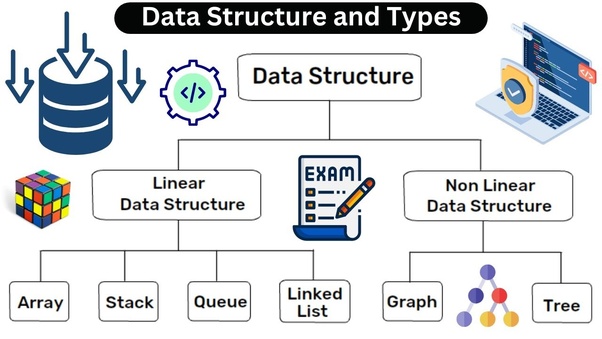 Data Structure and Types
Data Structure
</>
</>
EXAM
Linear
Data Structure
Non Linear
Data Structure
Array
Stack
Queue
Linked
List
Graph
Tree